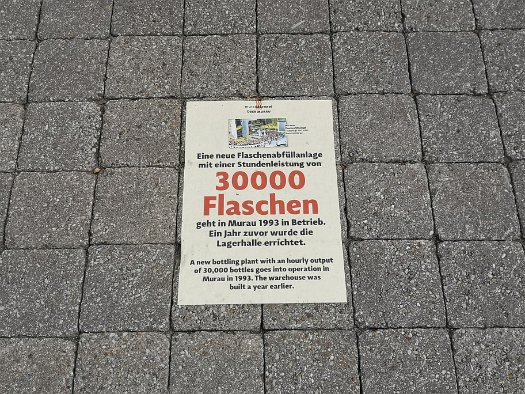 Eine neue Flaschenabfüllanlage
mit einer Stundenleistung von
30000
Flaschen
geht in Murau 1993 in Betrieb.
Ein Jahr zuvor wurde die
Lagerhalle errichtet.
A new bottling plant with an hourly output
of 30,000 bottles goes into operation in
Murau in 1993. The warehouse was
built a year earlier.